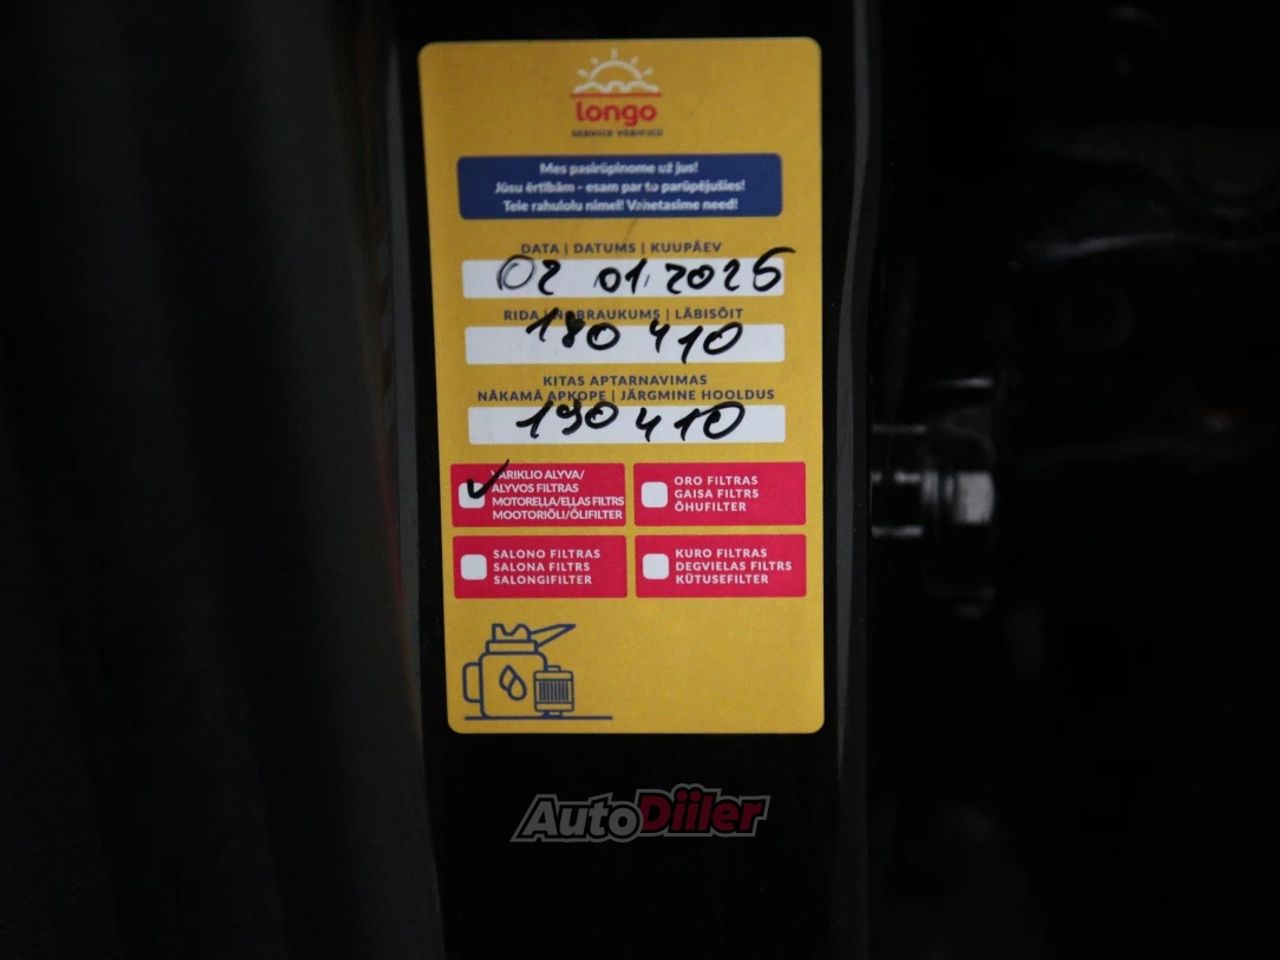 longo
SERVICE VERIFIED
Mes pasirūpinome už jus!
Jūsu ērtībām - esam par to parūpējušies!
Teie rahulolu nimel! Vahetasime need!
DATA | DATUMS | KUUPÄEV
02 01.2026
RIDA | NOBRAUKUMS | LÄBISÕIT
180 410
KITAS APTARNAVIMAS
NĀKAMĀ APKOPE | JÄRGMINE HOOLDUS
190 410
VARIKLIO ALYVA/
ALYVOS FILTRAS
MOTOREĻĻA/EĻĻAS FILTRS
MOOTORIÕLI/ÕLIFILTER
ORO FILTRAS
GAISA FILTRS
ÕHUFILTER
SALONO FILTRAS
SALONA FILTRS
SALONGIFILTER
KURO FILTRAS
DEGVIELAS FILTRS
KÜTUSEFILTER
AutoDiiler